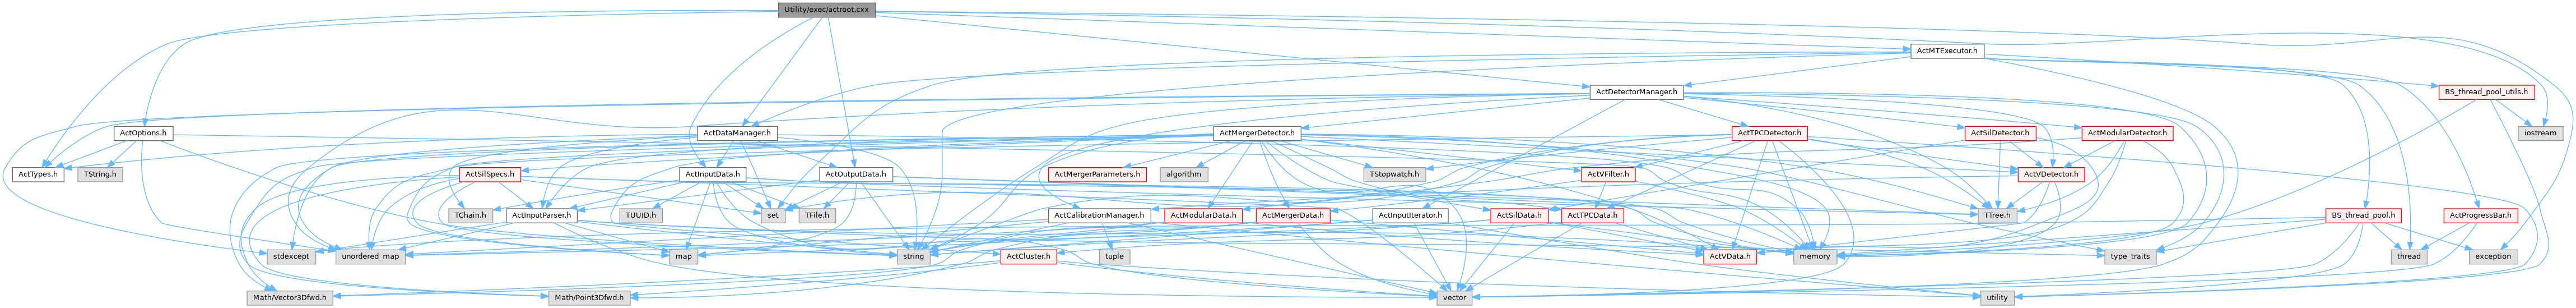 Utility/exec/actroot.cxx
ActMTExecutor.h
BS_thread_pool_utils.h
ActDetectorManager.h
ActOptions.h
ActDataManager.h
ActMergerDetector.h
ActTPCDetector.h
ActSilDetector.h
ActModularDetector.h
iostream
ActTypes.h
TString.h
ActSilSpecs.h
ActInputData.h
ActOutputData.h
ActMergerParameters.h
algorithm
TStopwatch.h
ActVFilter.h
ActVDetector.h
TChain.h
ActInputParser.h
TUUID.h
set
TFile.h
ActCalibrationManager.h
ActModularData.h
ActMergerData.h
ActInputIterator.h
ActSilData.h
ActTPCData.h
TTree.h
BS_thread_pool.h
ActProgressBar.h
stdexcept
unordered_map
map
string
ActCluster.h
tuple
ActVData.h
memory
type_traits
thread
exception
Math/Vector3Dfwd.h
Math/Point3Dfwd.h
vector
utility